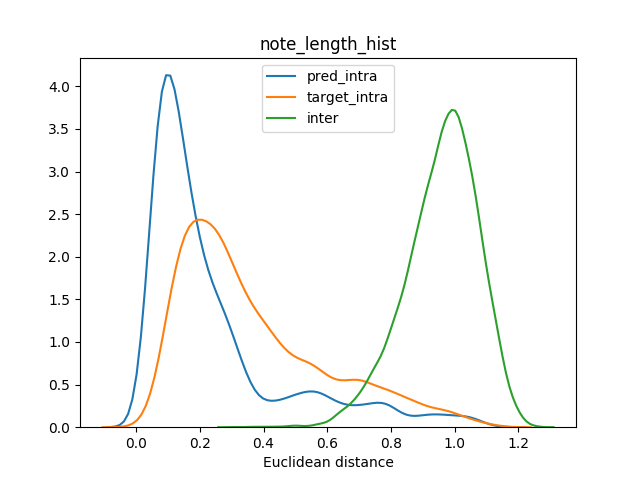 note_length_hist
pred_intra
target_intra
inter
4.0
3.5
3.0
2.5
2.0
1.5
1.0
0.5
0.0
0.0 0.2 0.4 0.6 0.8 1.0 1.2
Euclidean distance